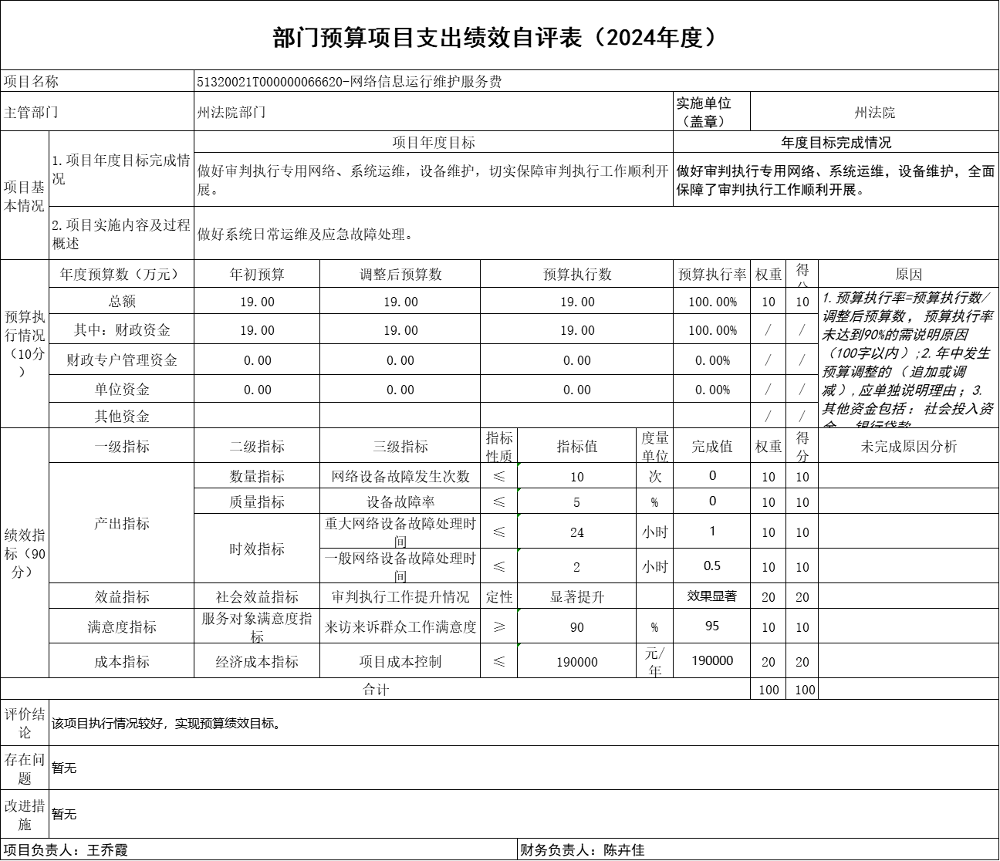 部门预算项目支出绩效自评表（2024年度）
项目名称 51320021T000000066620-网络信息运行维护服务费
主管部门 州法院部门 实施单位（盖章） 州法院
项目基本情况
1.项目年度目标完成情况
项目年度目标 年度目标完成情况
做好审判执行专用网络、系统运维，设备维护，切实保障审判执行工作顺利开展。
做好审判执行专用网络、系统运维，设备维护，全面保障了审判执行工作顺利开展。
2.项目实施内容及过程概述
做好系统日常运维及应急故障处理。
预算执行情况（10分）
年度预算数（万元） 年初预算 调整后预算数 预算执行数 预算执行率 权重 得分 原因
总额 19.00 19.00 19.00 100.00% 10 10
其中：财政资金 19.00 19.00 19.00 100.00% / /
财政专户管理资金 0.00 0.00 0.00 0.00% / /
单位资金 0.00 0.00 0.00 0.00% / /
其他资金 / /
1.预算执行率=预算执行数/
调整后预算数，预算执行率
未达到90%的需说明原因
（100字以内）;2.年中发生
预算调整的（追加或调
减）,应单独说明理由；3.
其他资金包括：社会投入资
金、银行贷款
绩效指标（90分）
一级指标 二级指标 三级指标 指标性质 指标值 度量单位 完成值 权重 得分 未完成原因分析
产出指标
数量指标 网络设备故障发生次数 ≤ 10 次 0 10 10
质量指标 设备故障率 ≤ 5 % 0 10 10
时效指标
重大网络设备故障处理时间 ≤ 24 小时 1 10 10
一般网络设备故障处理时间 ≤ 2 小时 0.5 10 10
效益指标 社会效益指标 审判执行工作提升情况 定性 显著提升 效果显著 20 20
满意度指标 服务对象满意度指标 来访来诉群众工作满意度 ≥ 90 % 95 10 10
成本指标 经济成本指标 项目成本控制 ≤ 190000 元/年 190000 20 20
合计 100 100
评价结论 该项目执行情况较好，实现预算绩效目标。
存在问题 暂无
改进措施 暂无
项目负责人：王乔霞 财务负责人：陈卉佳